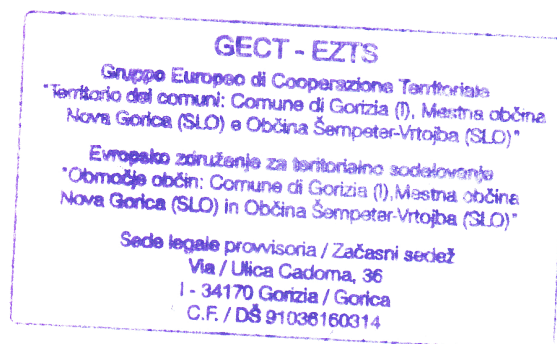 GECT - EZTS
Gruppo Europeo di Cooperazione Territoriale
"Territorio dei comuni: Comune di Gorizia (I), Mestna občina
Nova Gorica (SLO) e Občina Šempeter-Vrtojba (SLO)"
Evropsko združenje za teritorialno sodelovanje
"Območje občin: Comune di Gorizia (I), Mestna občina
Nova Gorica (SLO) in Občina Šempeter-Vrtojba (SLO)"
Sede legale provvisoria / Začasni sedež
Via / Ulica Cadorna, 36
I - 34170 Gorizia / Gorica
C.F. / DŠ 91036160314